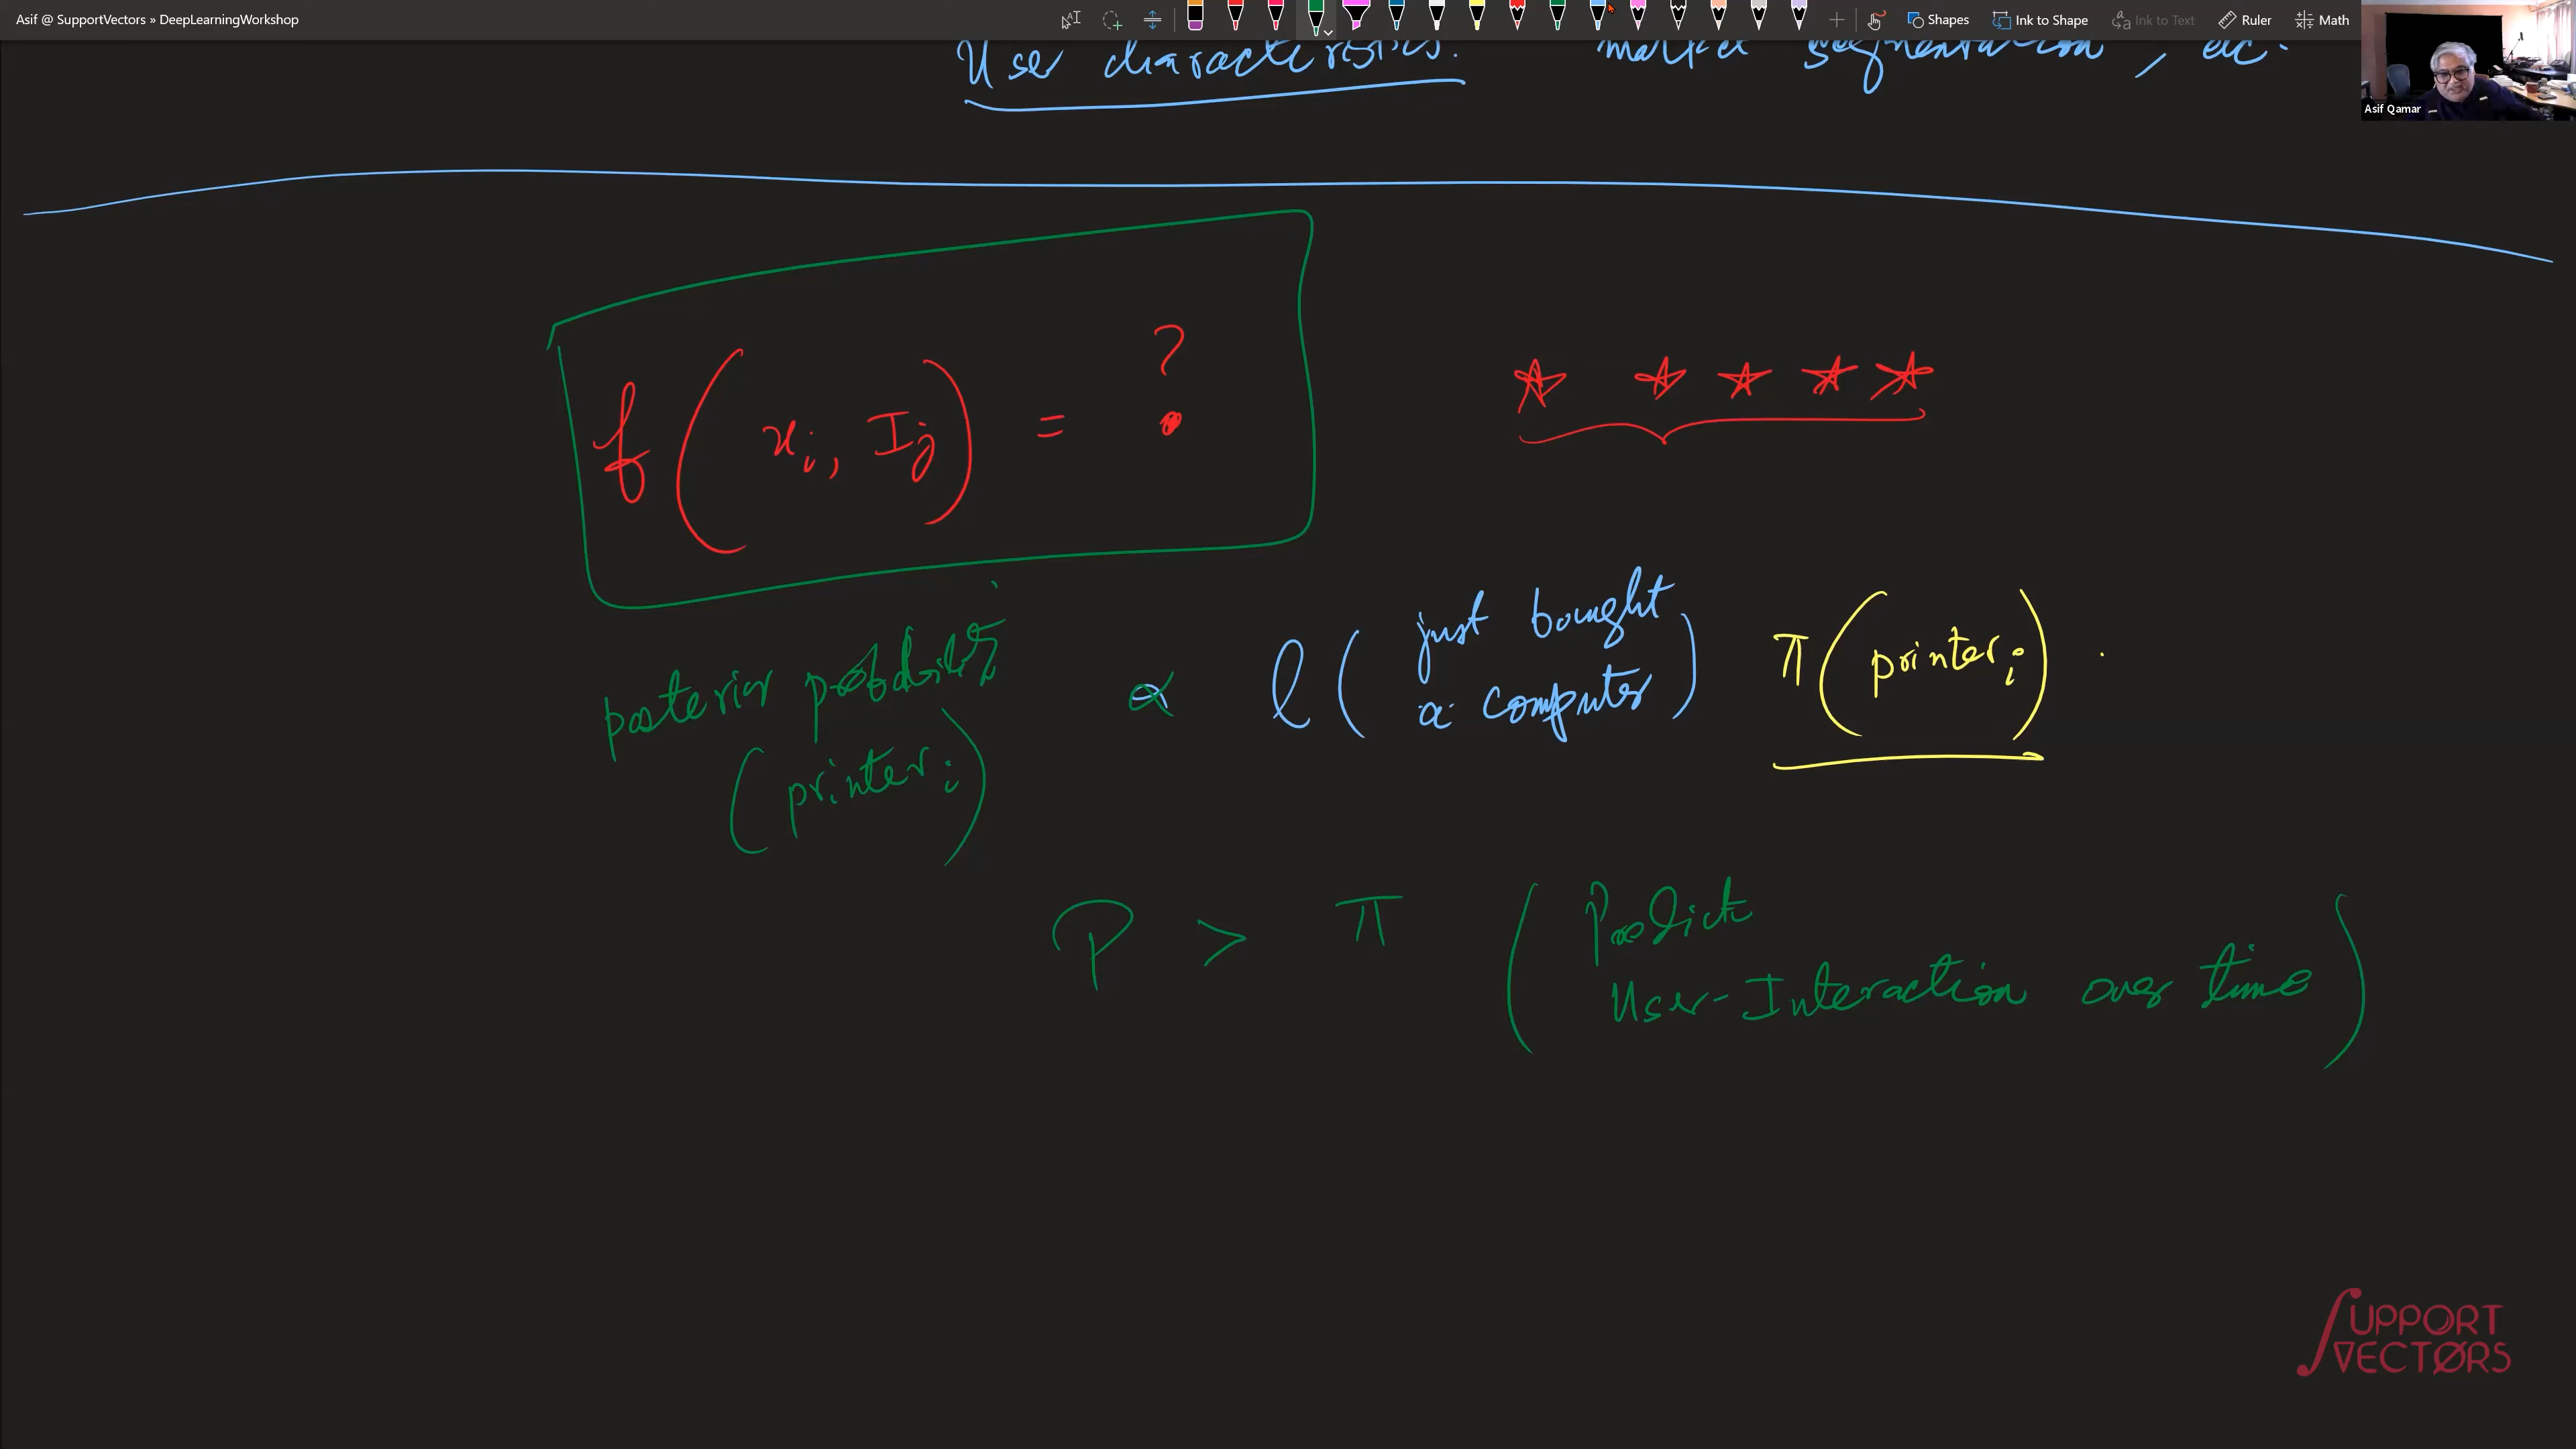 Asif @ SupportVectors » DeepLearningWorkshop
Shapes Ink to Shape Ink to Text Ruler Math
Asif Qamar
User characteristics. market segmentation, etc.
f ( xi, Ij ) = ?
posterior probability (printeri) ∝ l ( just bought a computer ) π ( printeri ) .
P > π ( Predict
User-Interaction over time )
SUPPORT
VECTORS